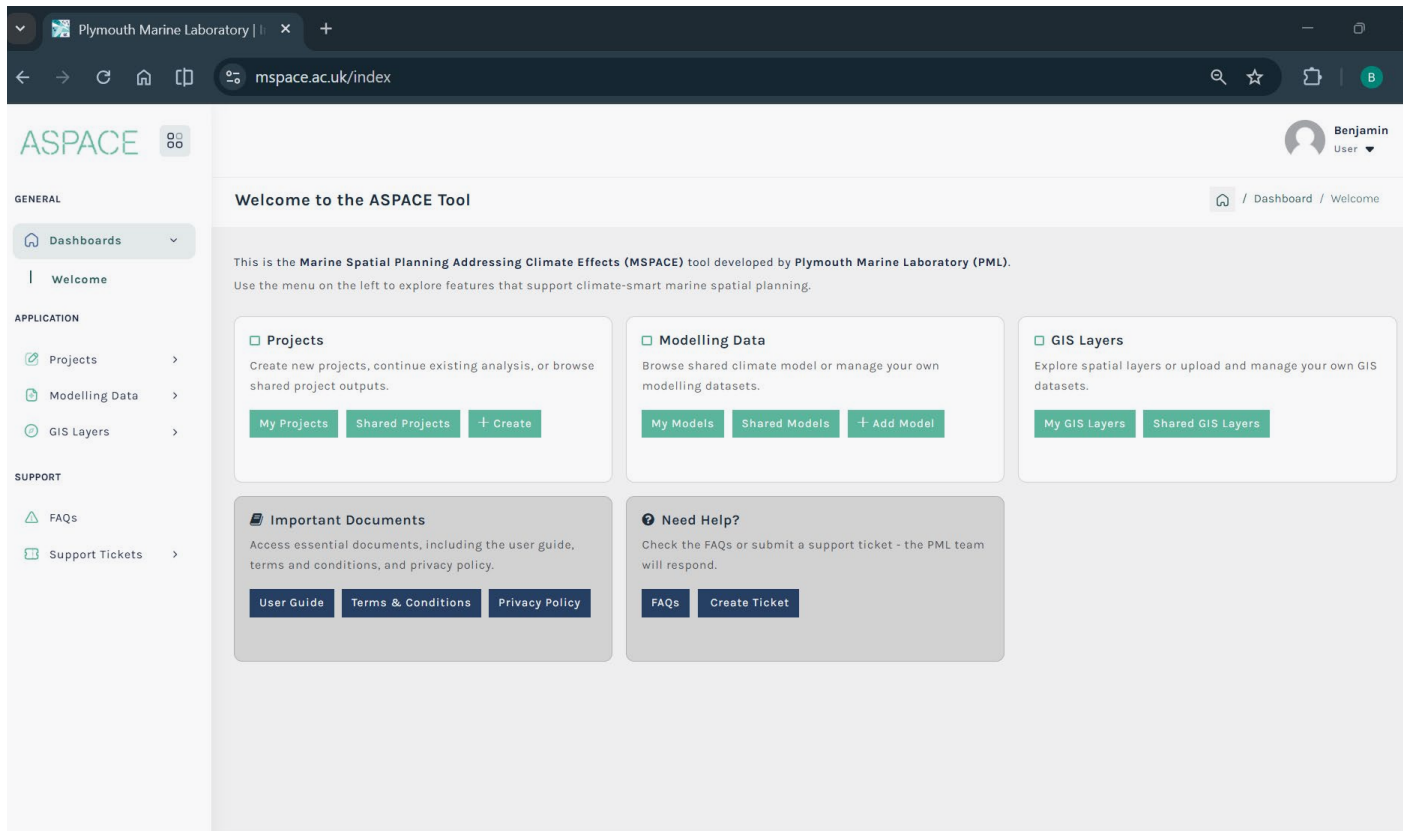 Plymouth Marine Laboratory | I
mspace.ac.uk/index
B
ASPACE
Benjamin
User
GENERAL
Welcome to the ASPACE Tool
/ Dashboard / Welcome
Dashboards
Welcome
APPLICATION
Projects
Modelling Data
GIS Layers
SUPPORT
FAQs
Support Tickets
This is the Marine Spatial Planning Addressing Climate Effects (MSPACE) tool developed by Plymouth Marine Laboratory (PML).
Use the menu on the left to explore features that support climate-smart marine spatial planning.
Projects
Create new projects, continue existing analysis, or browse
shared project outputs.
My Projects Shared Projects + Create
Modelling Data
Browse shared climate model or manage your own
modelling datasets.
My Models Shared Models + Add Model
GIS Layers
Explore spatial layers or upload and manage your own GIS
datasets.
My GIS Layers Shared GIS Layers
Important Documents
Access essential documents, including the user guide,
terms and conditions, and privacy policy.
User Guide Terms & Conditions Privacy Policy
Need Help?
Check the FAQs or submit a support ticket - the PML team
will respond.
FAQs Create Ticket